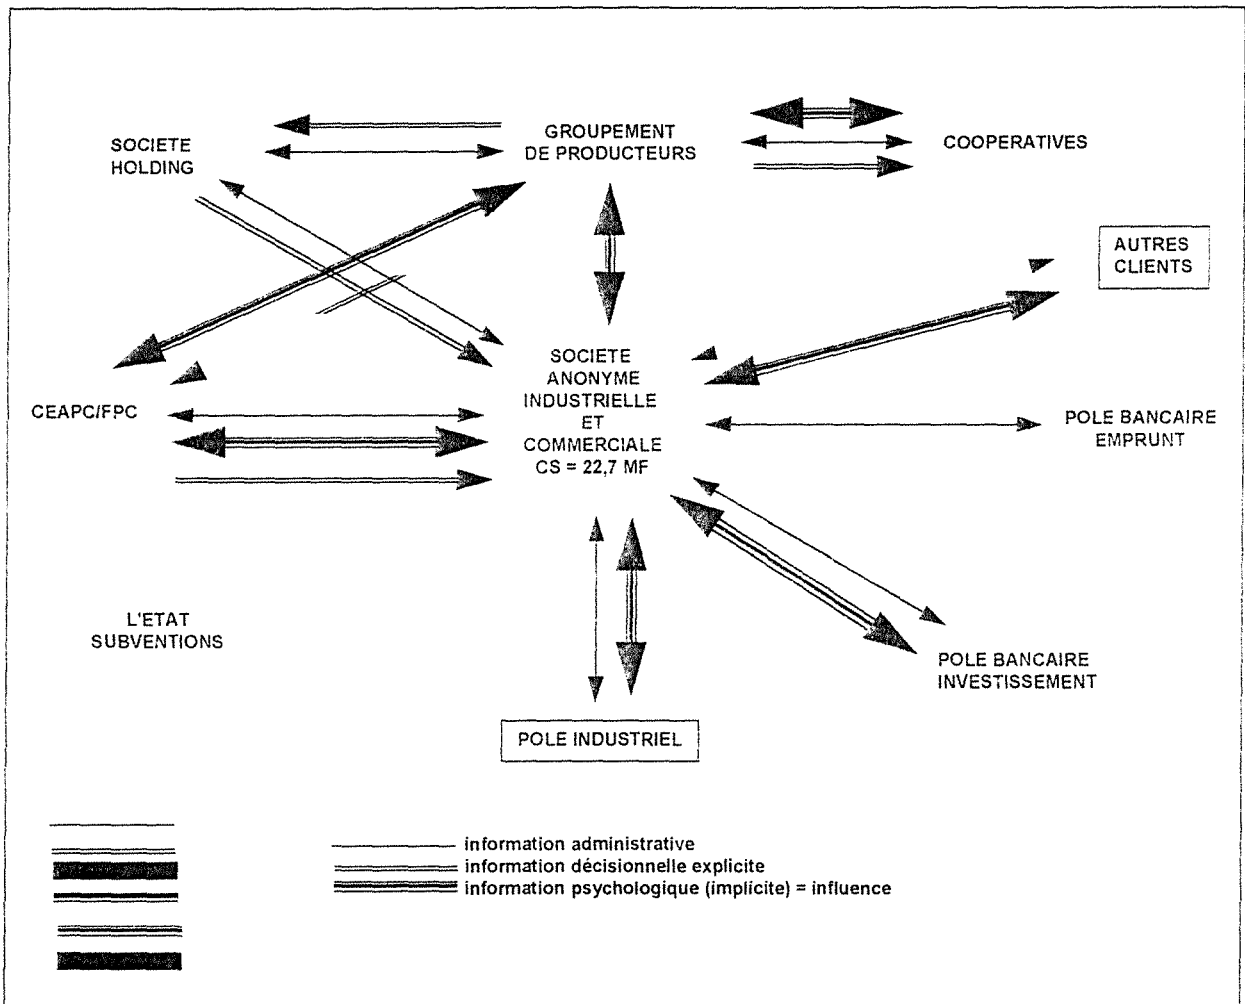 SOCIETE
HOLDING
GROUPEMENT
DE PRODUCTEURS
COOPERATIVES
AUTRES
CLIENTS
SOCIETE
ANONYME
INDUSTRIELLE
ET
COMMERCIALE
CS = 22,7 MF
CEAPC/FPC
POLE BANCAIRE
EMPRUNT
L'ETAT
SUBVENTIONS
POLE BANCAIRE
INVESTISSEMENT
POLE INDUSTRIEL
information administrative
information décisionnelle explicite
information psychologique (implicite) = influence